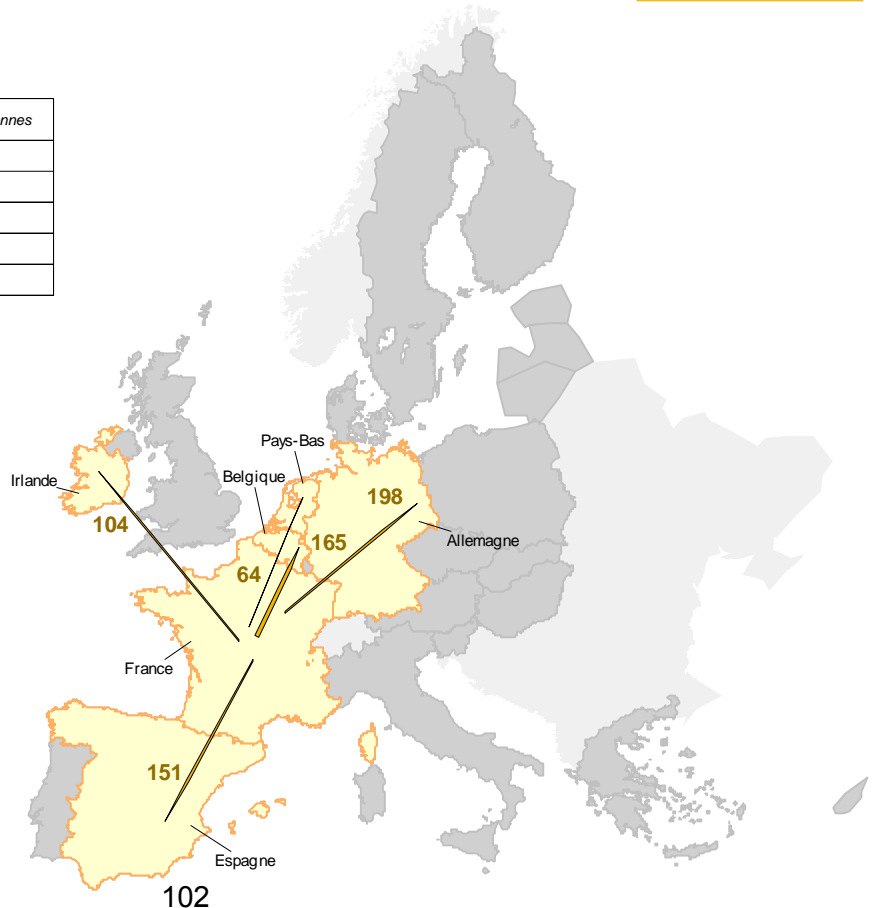 nnes
Pays-Bas
Belgique
Irlande
198
104
165
Allemagne
64
France
151
Espagne
102